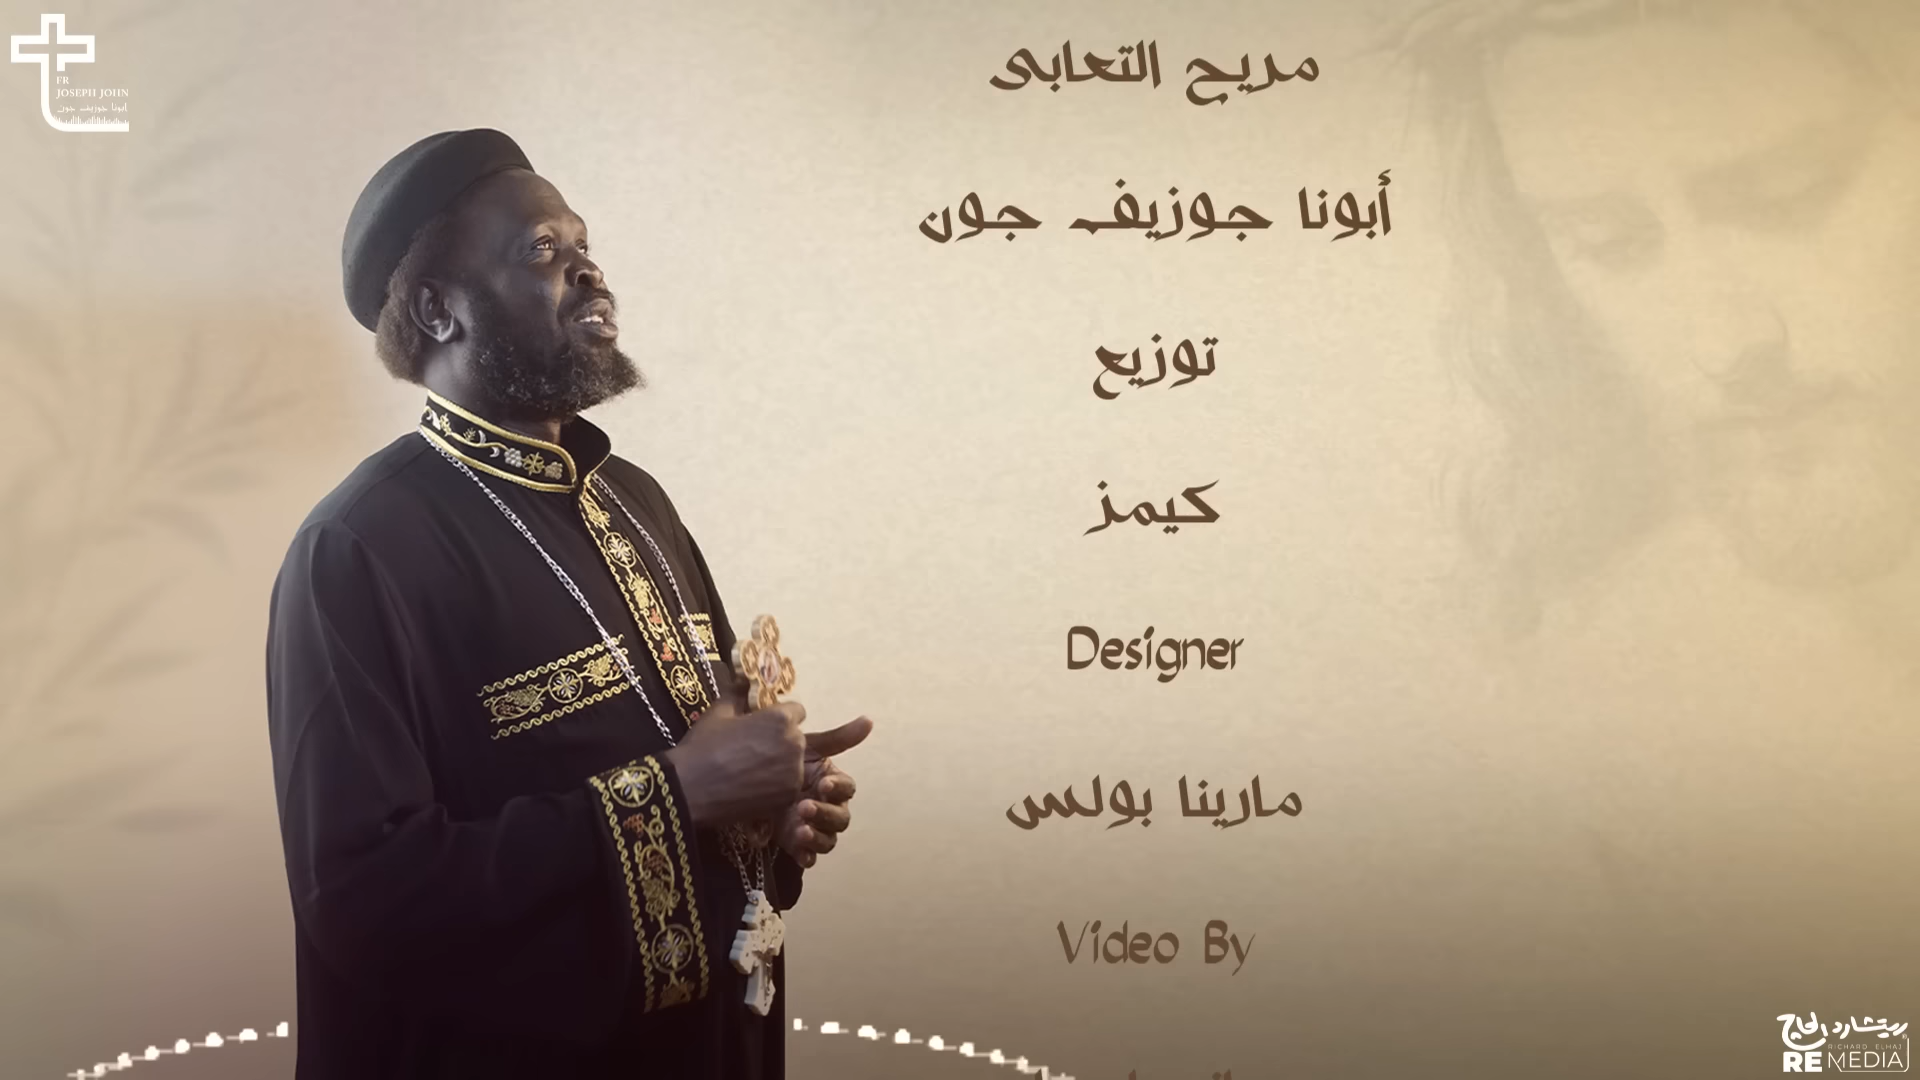 FR
JOSEPH JOHN
أبونا جوزيف جون
مريح التعابى
أبونا جوزيف جون
توزيع
كيمز
Designer
مارينا بولس
Video By
ريتشارد الحاج
RICHARD ELHAJ
RE MEDIA